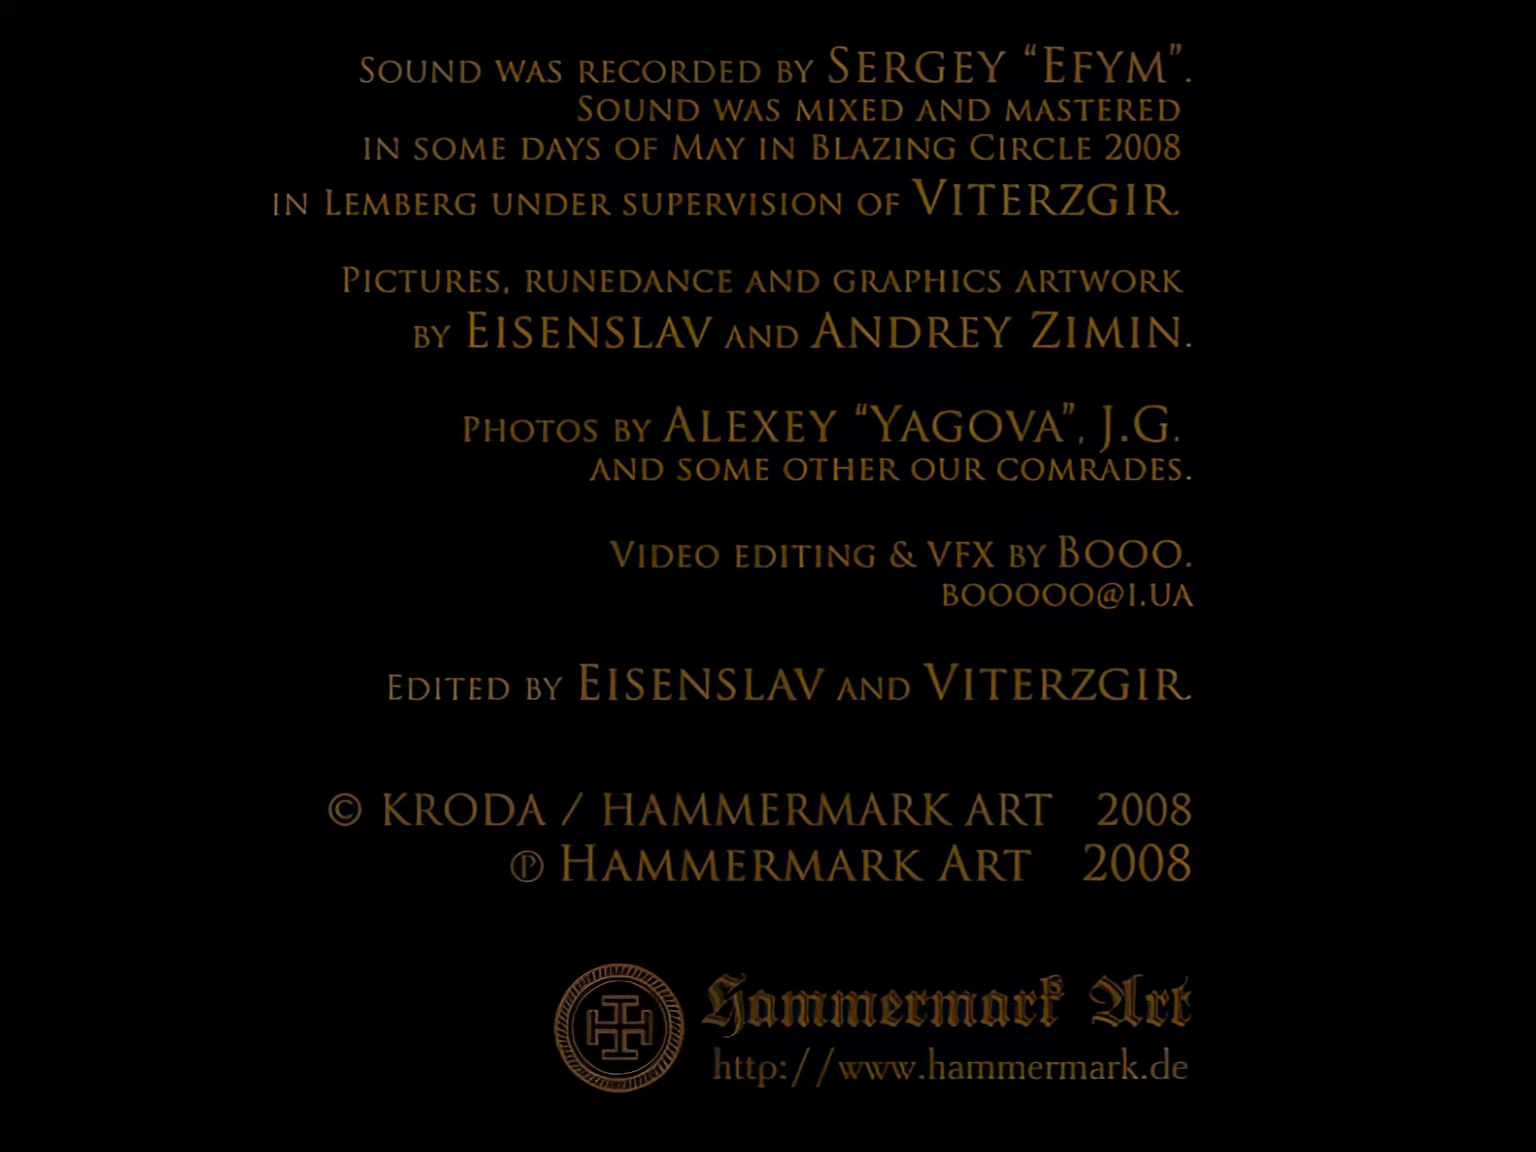 Sound was recorded by Sergey “Efym”.
Sound was mixed and mastered
in some days of May in Blazing Circle 2008
in Lemberg under supervision of Viterzgir.
Pictures, runedance and graphics artwork
by Eisenslav and Andrey Zimin.
Photos by Alexey “Yagova”, J.G.
and some other our comrades.
Video editing & VFX by Booo.
booooo@i.ua
Edited by Eisenslav and Viterzgir.
© KRODA / HAMMERMARK ART 2008
℗ Hammermark Art 2008
Hammermark Art
http://www.hammermark.de